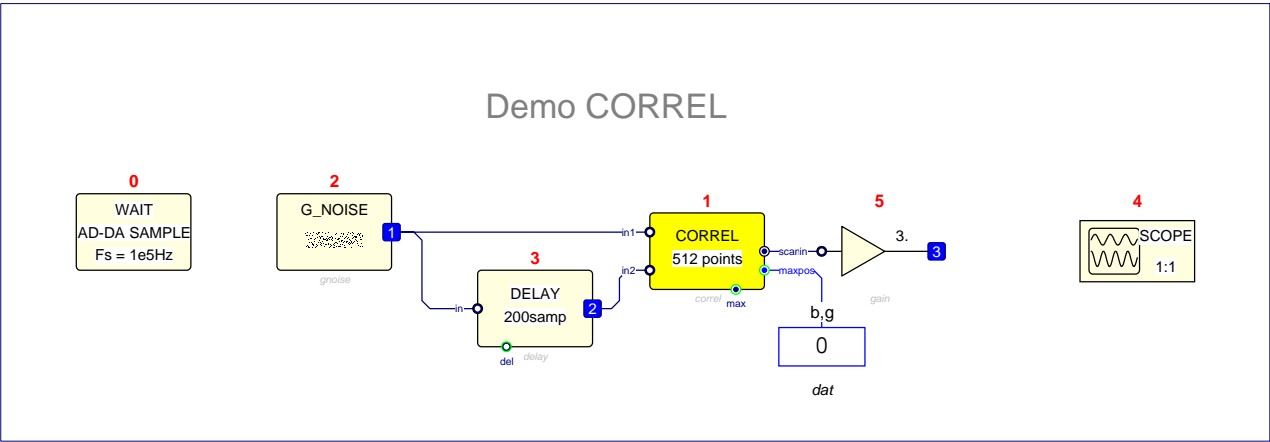 Demo CORREL
0
WAIT
AD-DA SAMPLE
Fs = 1e5Hz
2
G_NOISE
1
gnoise
3
DELAY
200samp
in
2
del
delay
1
CORREL
512 points
in1
in2
scanin
maxpos
correl
max
b,g
0
dat
5
3.
3
gain
4
SCOPE
1:1